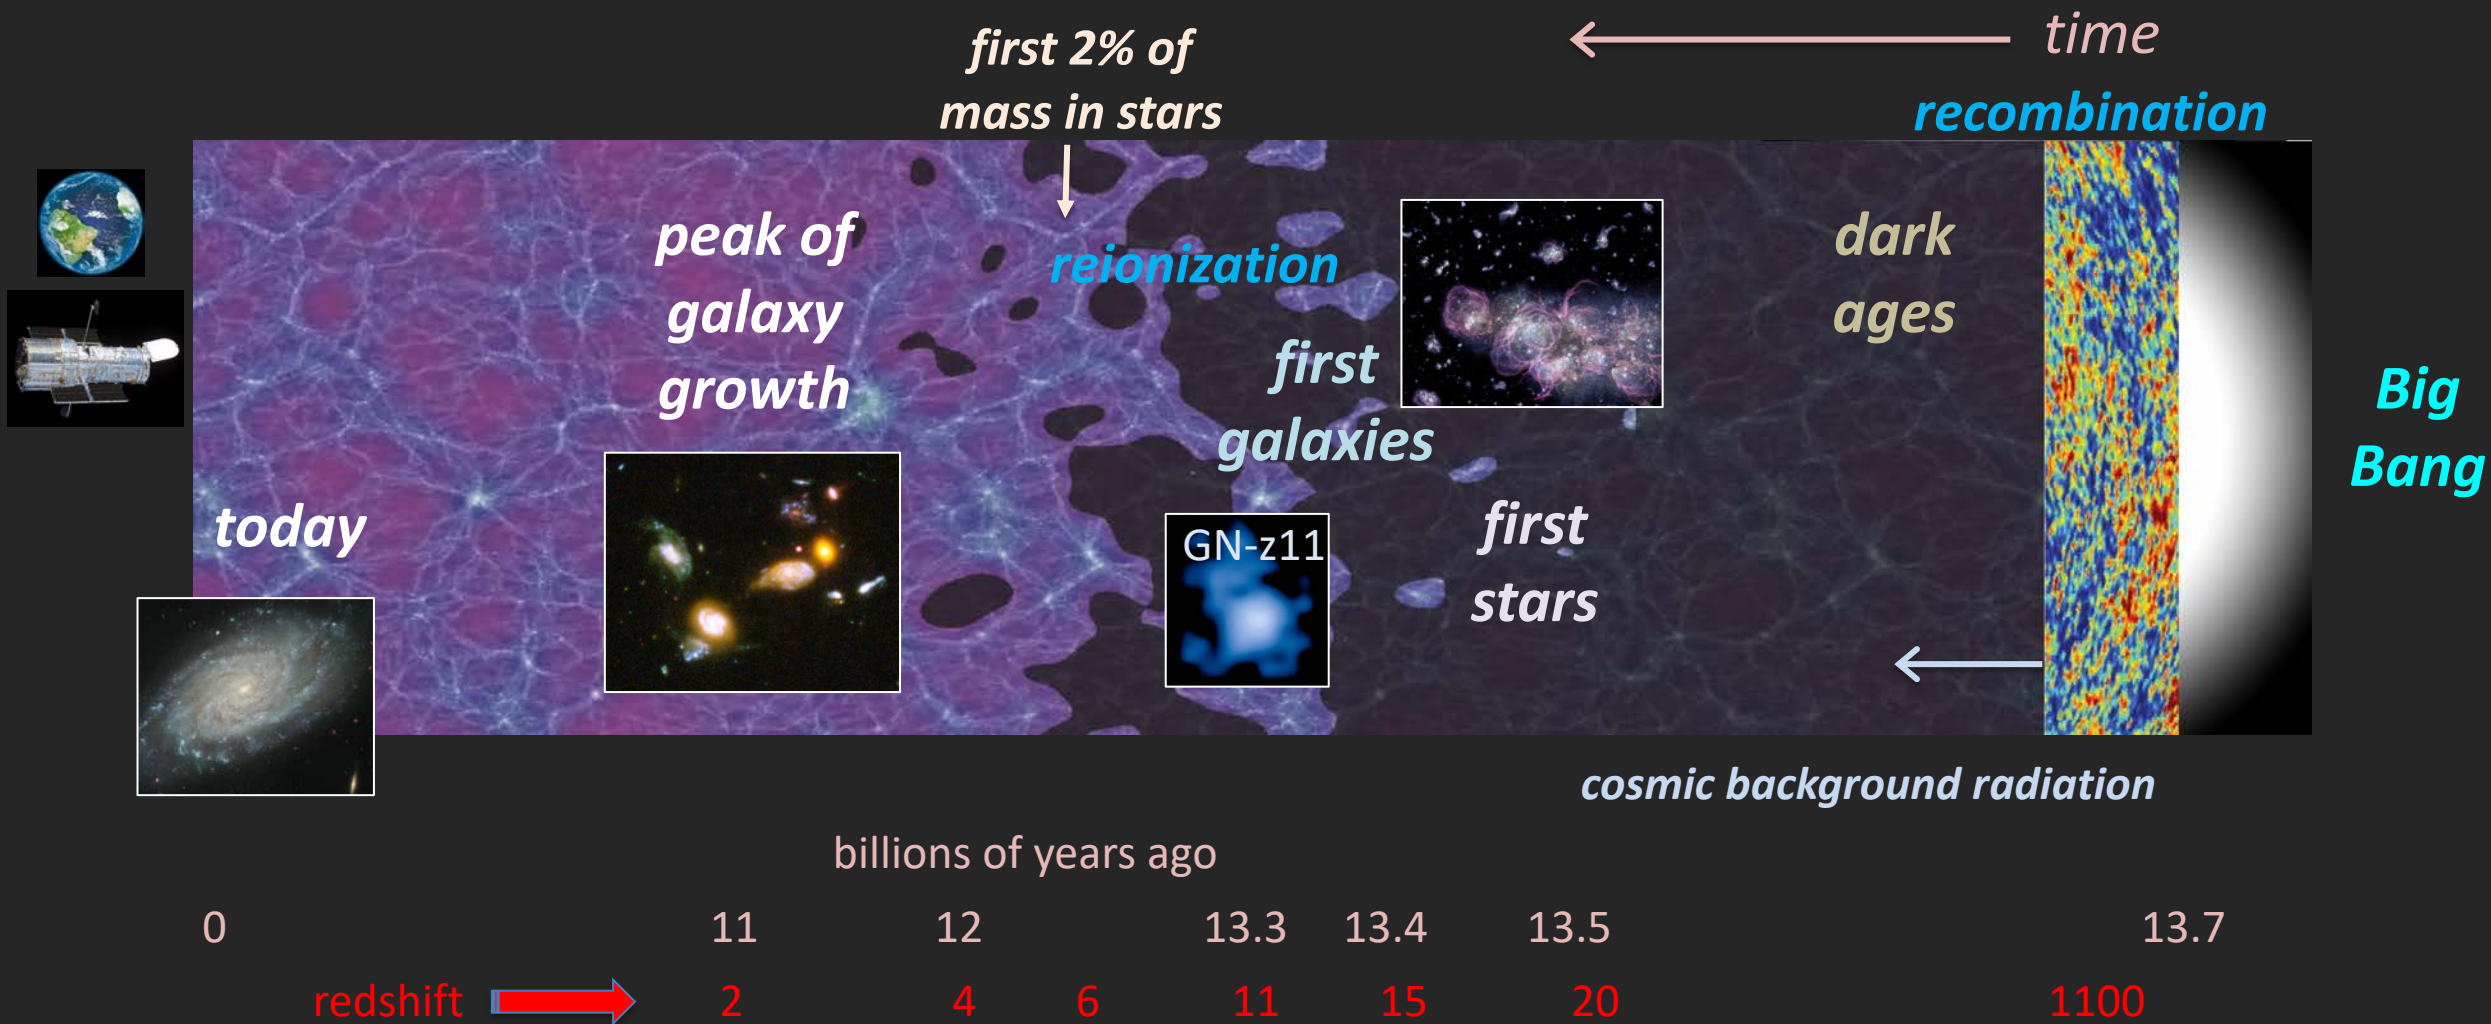 time
first 2% of
mass in stars
recombination
peak of
galaxy
growth
reionization
dark
ages
first
galaxies
Big
Bang
today
GN-z11
first
stars
cosmic background radiation
billions of years ago
0 11 12 13.3 13.4 13.5 13.7
redshift 2 4 6 11 15 20 1100